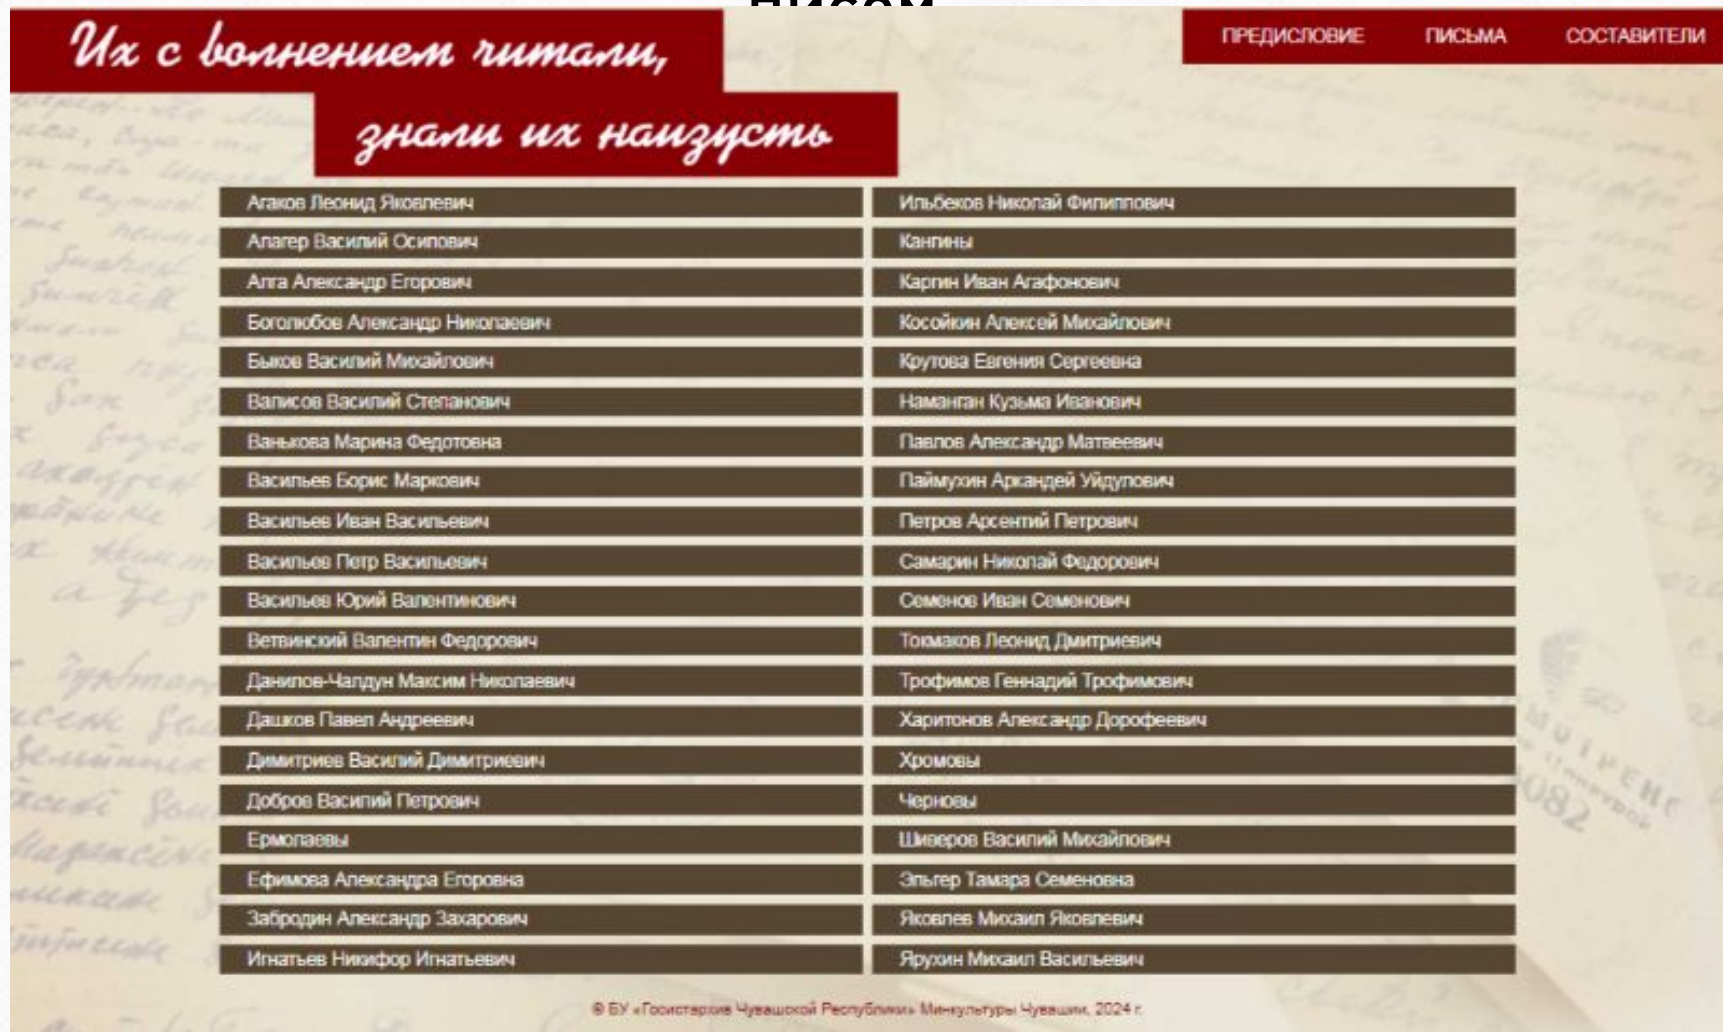 писем
Их с волнением читали,
знали их наизусть
ПРЕДИСЛОВИЕ ПИСЬМА СОСТАВИТЕЛИ
Агаков Леонид Яковлевич
Алагер Василий Осипович
Алга Александр Егорович
Боголюбов Александр Николаевич
Быков Василий Михайлович
Валисов Василий Степанович
Ванькова Марина Федотовна
Васильев Борис Маркович
Васильев Иван Васильевич
Васильев Петр Васильевич
Васильев Юрий Валентинович
Ветвинский Валентин Федорович
Данилов-Чалдун Максим Николаевич
Дашков Павел Андреевич
Димитриев Василий Димитриевич
Добров Василий Петрович
Ермолаевы
Ефимова Александра Егоровна
Забродин Александр Захарович
Игнатьев Никифор Игнатьевич
Ильбеков Николай Филиппович
Кангины
Каргин Иван Агафонович
Косойкин Алексей Михайлович
Крутова Евгения Сергеевна
Наманган Кузьма Иванович
Павлов Александр Матвеевич
Паймухин Аркандей Уйдулович
Петров Арсентий Петрович
Самарин Николай Федорович
Семенов Иван Семенович
Токмаков Леонид Дмитриевич
Трофимов Геннадий Трофимович
Харитонов Александр Дорофеевич
Хромовы
Черновы
Шиверов Василий Михайлович
Эльгер Тамара Семеновна
Яковлев Михаил Яковлевич
Ярухин Михаил Васильевич
© БУ «Госистархив Чувашской Республики» Минкультуры Чувашии, 2024 г.